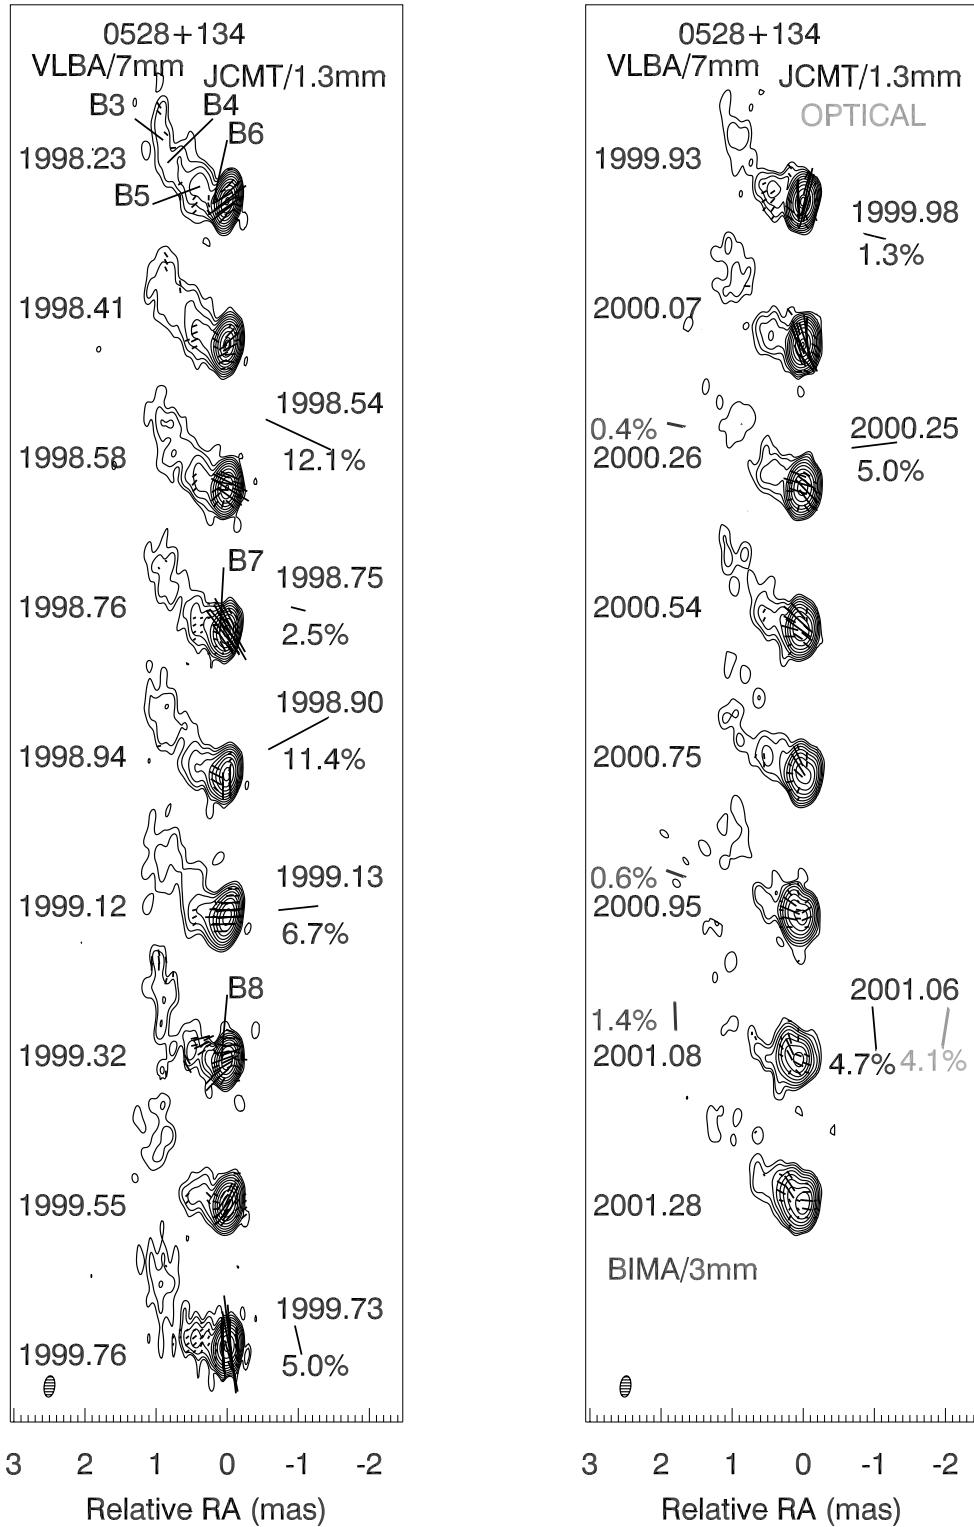 0528+134
VLBA/7mm JCMT/1.3mm
B3 B4
B6
1998.23
B5
1998.41
1998.54
1998.58 12.1%
B7
1998.75
1998.76
2.5%
1998.90
1998.94 11.4%
1999.13
1999.12
6.7%
B8
1999.32
1999.55
1999.73
1999.76 5.0%
3 2 1 0 -1 -2
Relative RA (mas)
0528+134
VLBA/7mm JCMT/1.3mm
OPTICAL
1999.93
1999.98
1.3%
2000.07
0.4% 2000.25
2000.26 5.0%
2000.54
2000.75
0.6%
2000.95
2001.06
1.4%
2001.08 4.7% 4.1%
2001.28
BIMA/3mm
3 2 1 0 -1 -2
Relative RA (mas)